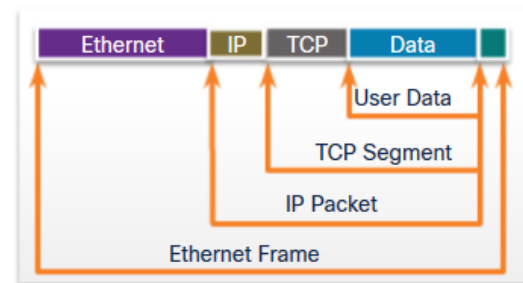 Ethernet IP TCP Data
User Data
TCP Segment
IP Packet
Ethernet Frame